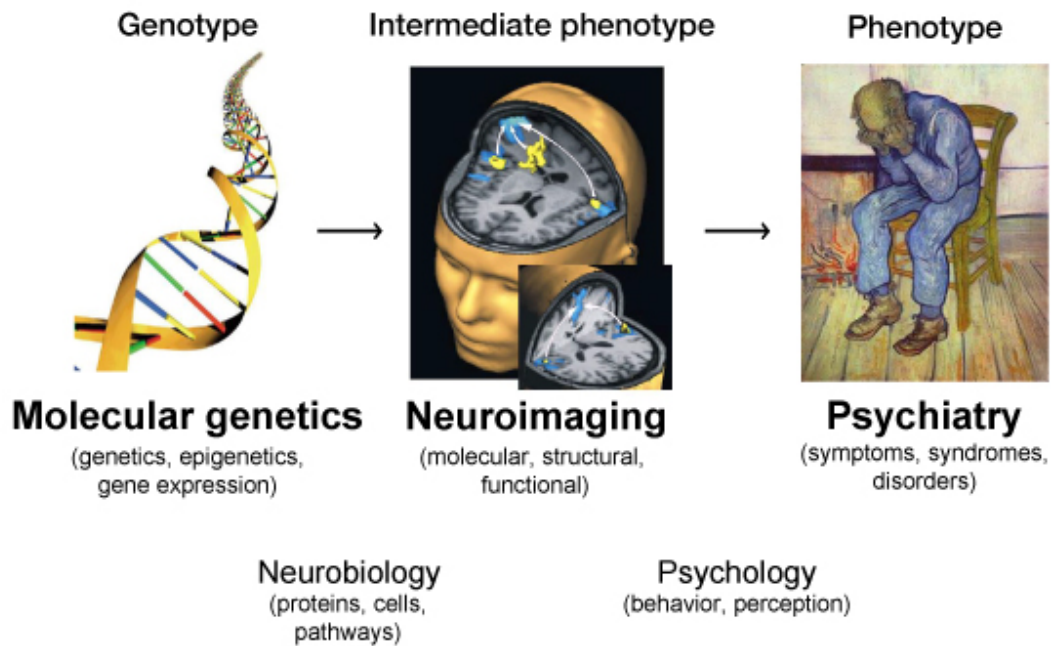 Genotype
Intermediate phenotype
Phenotype
Molecular genetics
(genetics, epigenetics,
gene expression)
Neuroimaging
(molecular, structural,
functional)
Psychiatry
(symptoms, syndromes,
disorders)
Neurobiology
(proteins, cells,
pathways)
Psychology
(behavior, perception)